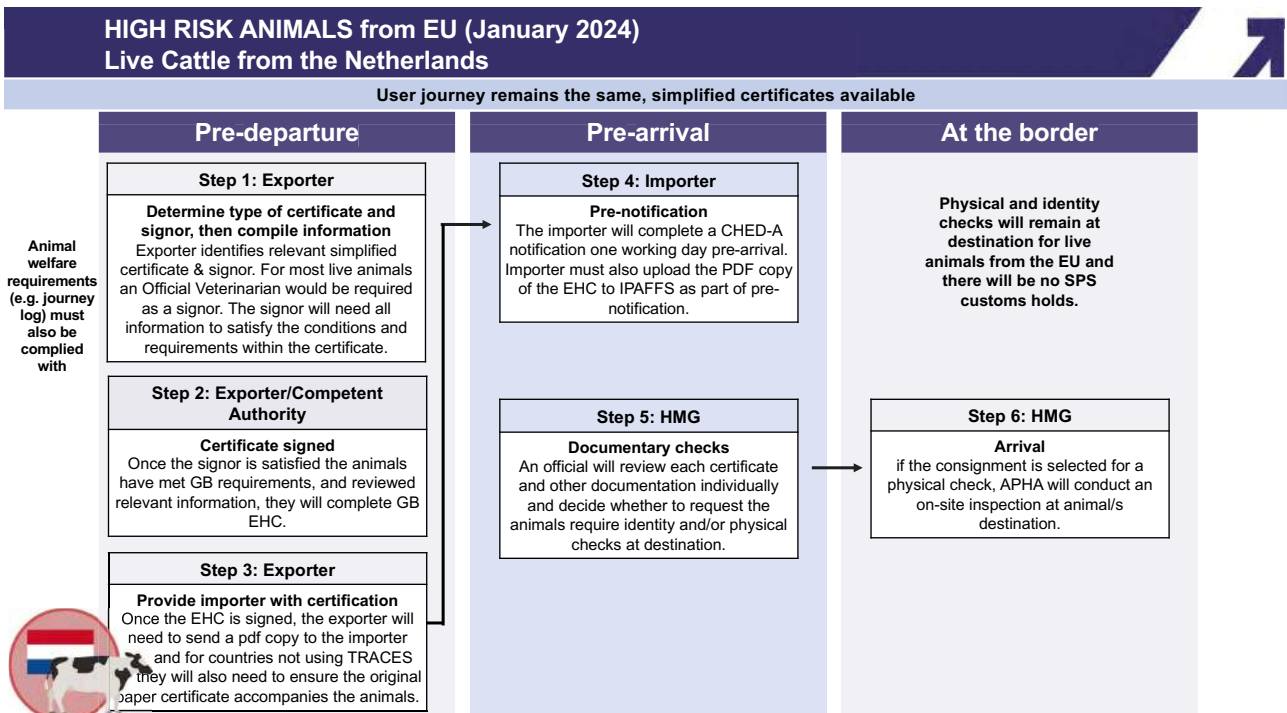 HIGH RISK ANIMALS from EU (January 2024)
Live Cattle from the Netherlands
User journey remains the same, simplified certificates available
Animal
welfare
requirements
(e.g. journey
log) must
also be
complied
with
Pre-departure
Step 1: Exporter
Determine type of certificate and
signor, then compile information
Exporter identifies relevant simplified
certificate & signor. For most live animals
an Official Veterinarian would be required
as a signor. The signor will need all
information to satisfy the conditions and
requirements within the certificate.
Step 2: Exporter/Competent
Authority
Certificate signed
Once the signor is satisfied the animals
have met GB requirements, and reviewed
relevant information, they will complete GB
EHC.
Step 3: Exporter
Provide importer with certification
Once the EHC is signed, the exporter will
need to send a pdf copy to the importer
and for countries not using TRACES
they will also need to ensure the original
paper certificate accompanies the animals.
Pre-arrival
Step 4: Importer
Pre-notification
The importer will complete a CHED-A
notification one working day pre-arrival.
Importer must also upload the PDF copy
of the EHC to IPAFFS as part of pre-
notification.
Step 5: HMG
Documentary checks
An official will review each certificate
and other documentation individually
and decide whether to request the
animals require identity and/or physical
checks at destination.
At the border
Physical and identity
checks will remain at
destination for live
animals from the EU and
there will be no SPS
customs holds.
Step 6: HMG
Arrival
if the consignment is selected for a
physical check, APHA will conduct an
on-site inspection at animal/s
destination.